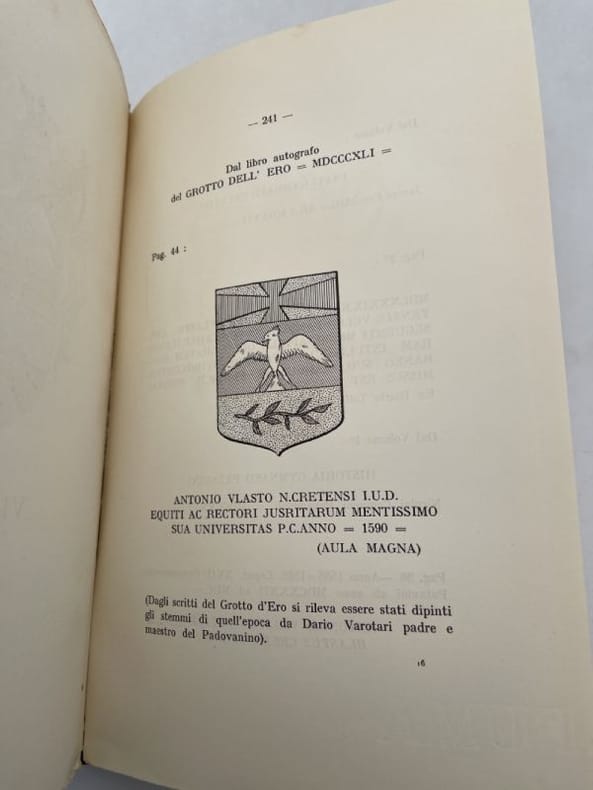 — 241 —
Dal libro autografo
del GROTTO DELL' ERO = MDCCCXLI =
Pag. 44 :
ANTONIO VLASTO N.CRETENSI I.U.D.
EQUITI AC RECTORI JUSRITARUM MENTISSIMO
SUA UNIVERSITAS P.C.ANNO = 1590 =
(AULA MAGNA)
(Dagli scritti del Grotto d'Ero si rileva essere stati dipinti
gli stemmi di quell'epoca da Dario Varotari padre e
maestro del Padovanino).
16